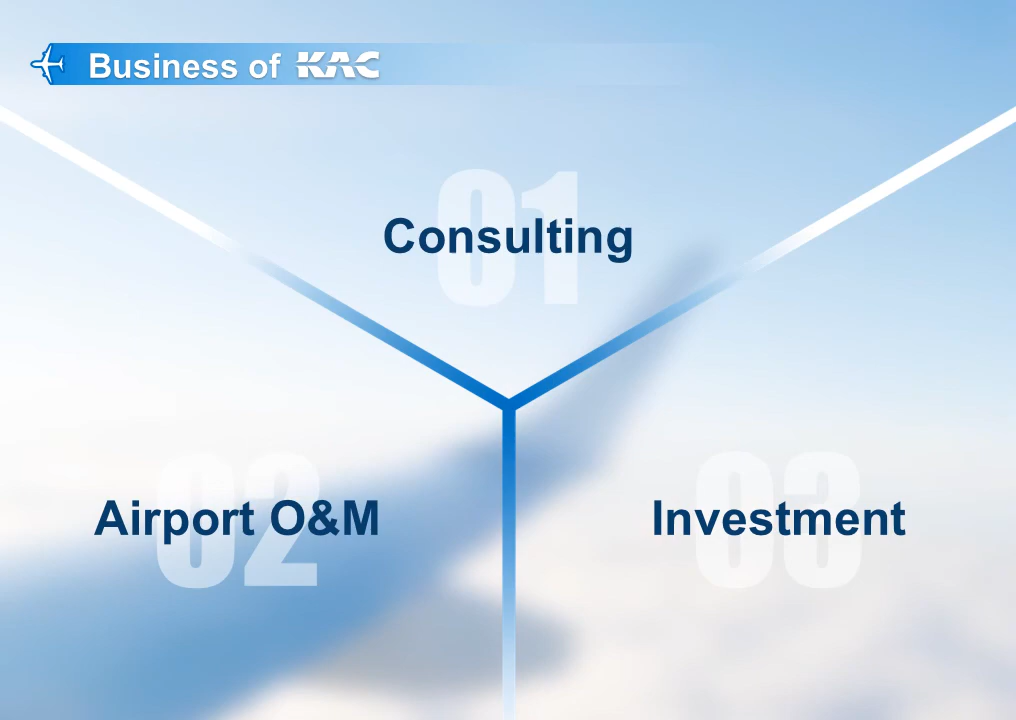 Business of KAC
01
Consulting
02
Airport O&M
03
Investment